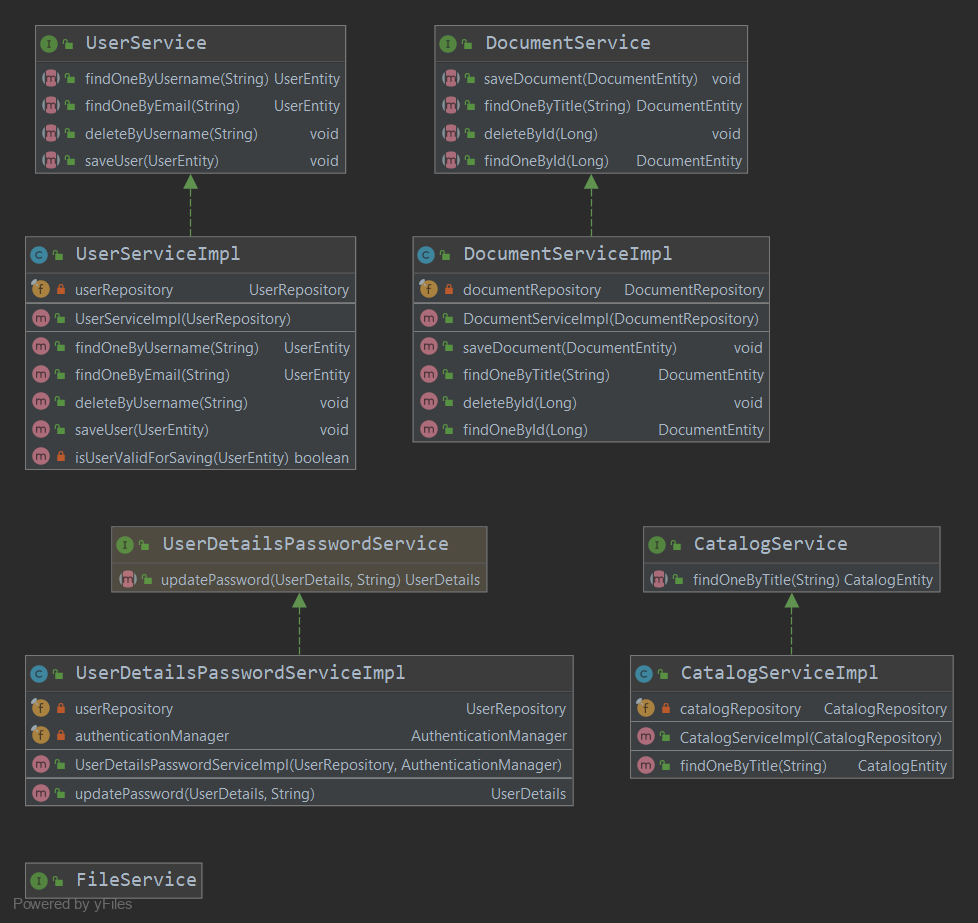 UserService
findOneByUsername(String) UserEntity
findOneByEmail(String) UserEntity
deleteByUsername(String) void
saveUser(UserEntity) void
DocumentService
saveDocument(DocumentEntity) void
findOneByTitle(String) DocumentEntity
deleteById(Long) void
findOneById(Long) DocumentEntity
UserServiceImpl
userRepository UserRepository
UserServiceImpl(UserRepository)
findOneByUsername(String) UserEntity
findOneByEmail(String) UserEntity
deleteByUsername(String) void
saveUser(UserEntity) void
isUserValidForSaving(UserEntity) boolean
DocumentServiceImpl
documentRepository DocumentRepository
DocumentServiceImpl(DocumentRepository)
saveDocument(DocumentEntity) void
findOneByTitle(String) DocumentEntity
deleteById(Long) void
findOneById(Long) DocumentEntity
UserDetailsPasswordService
updatePassword(UserDetails, String) UserDetails
CatalogService
findOneByTitle(String) CatalogEntity
UserDetailsPasswordServiceImpl
userRepository UserRepository
authenticationManager AuthenticationManager
UserDetailsPasswordServiceImpl(UserRepository, AuthenticationManager)
updatePassword(UserDetails, String) UserDetails
CatalogServiceImpl
catalogRepository CatalogRepository
CatalogServiceImpl(CatalogRepository)
findOneByTitle(String) CatalogEntity
FileService
Powered by yFiles